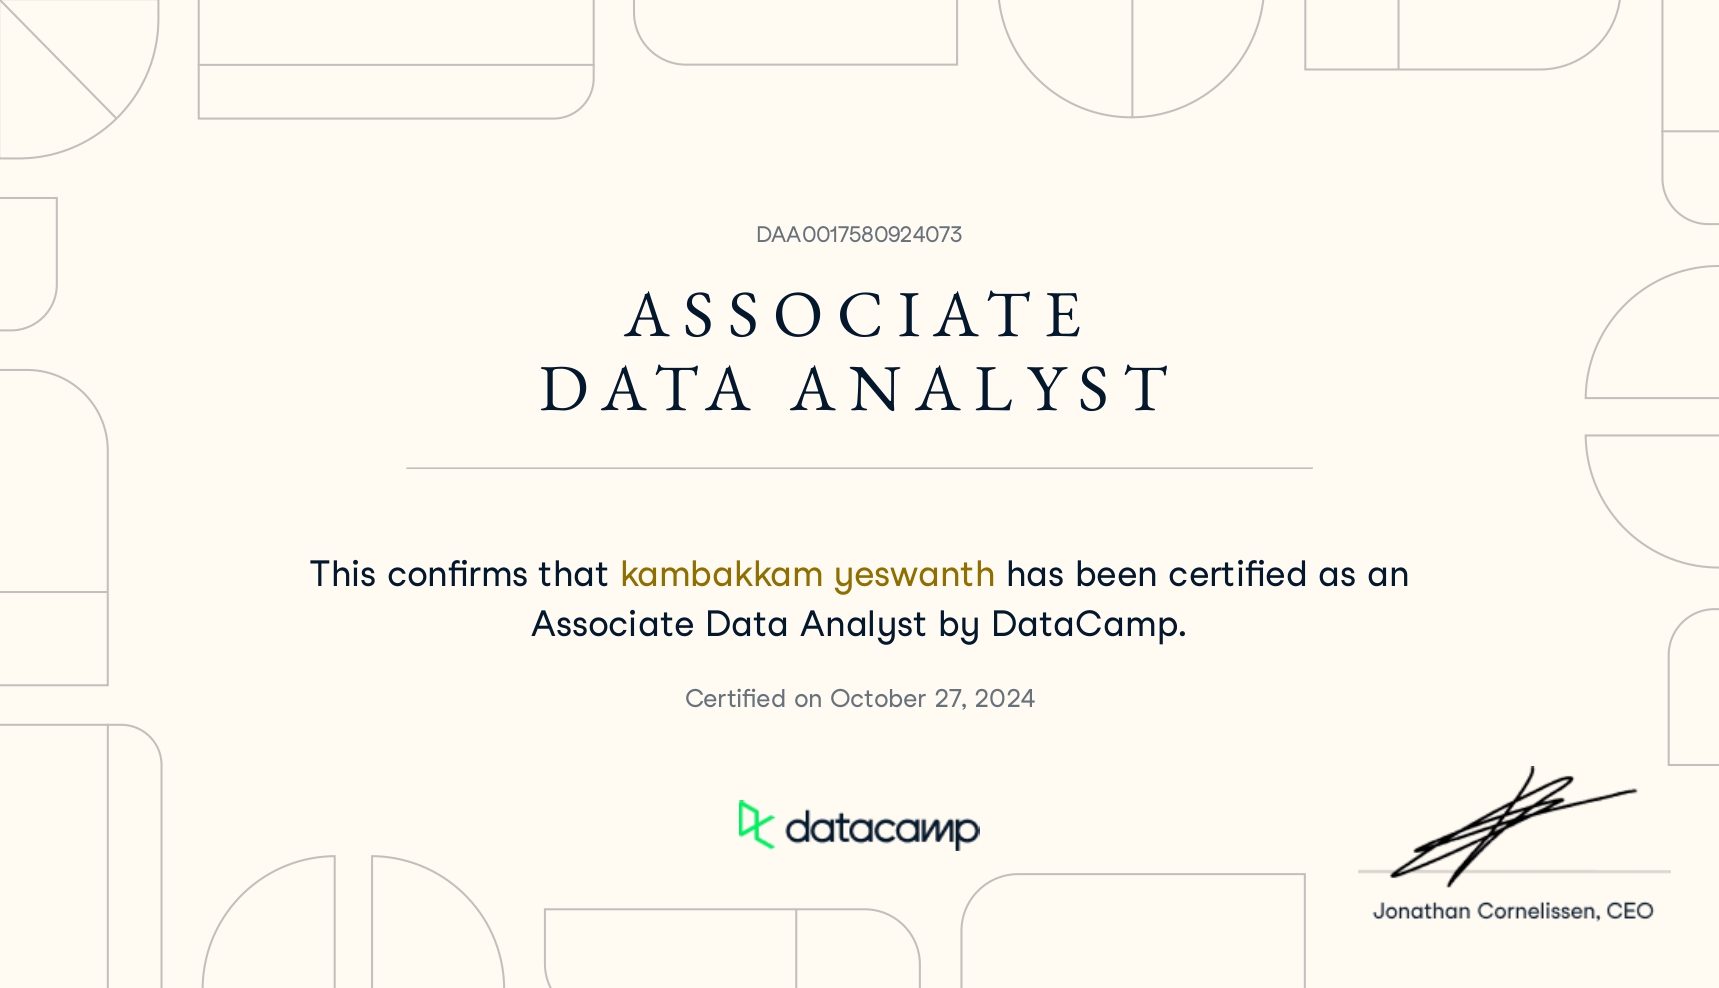 DAA0017580924073
ASSOCIATE
DATA ANALYST
This confirms that kambakkam yeswanth has been certified as an
Associate Data Analyst by DataCamp.
Certified on October 27, 2024
datacamp
Jonathan Cornelissen, CEO